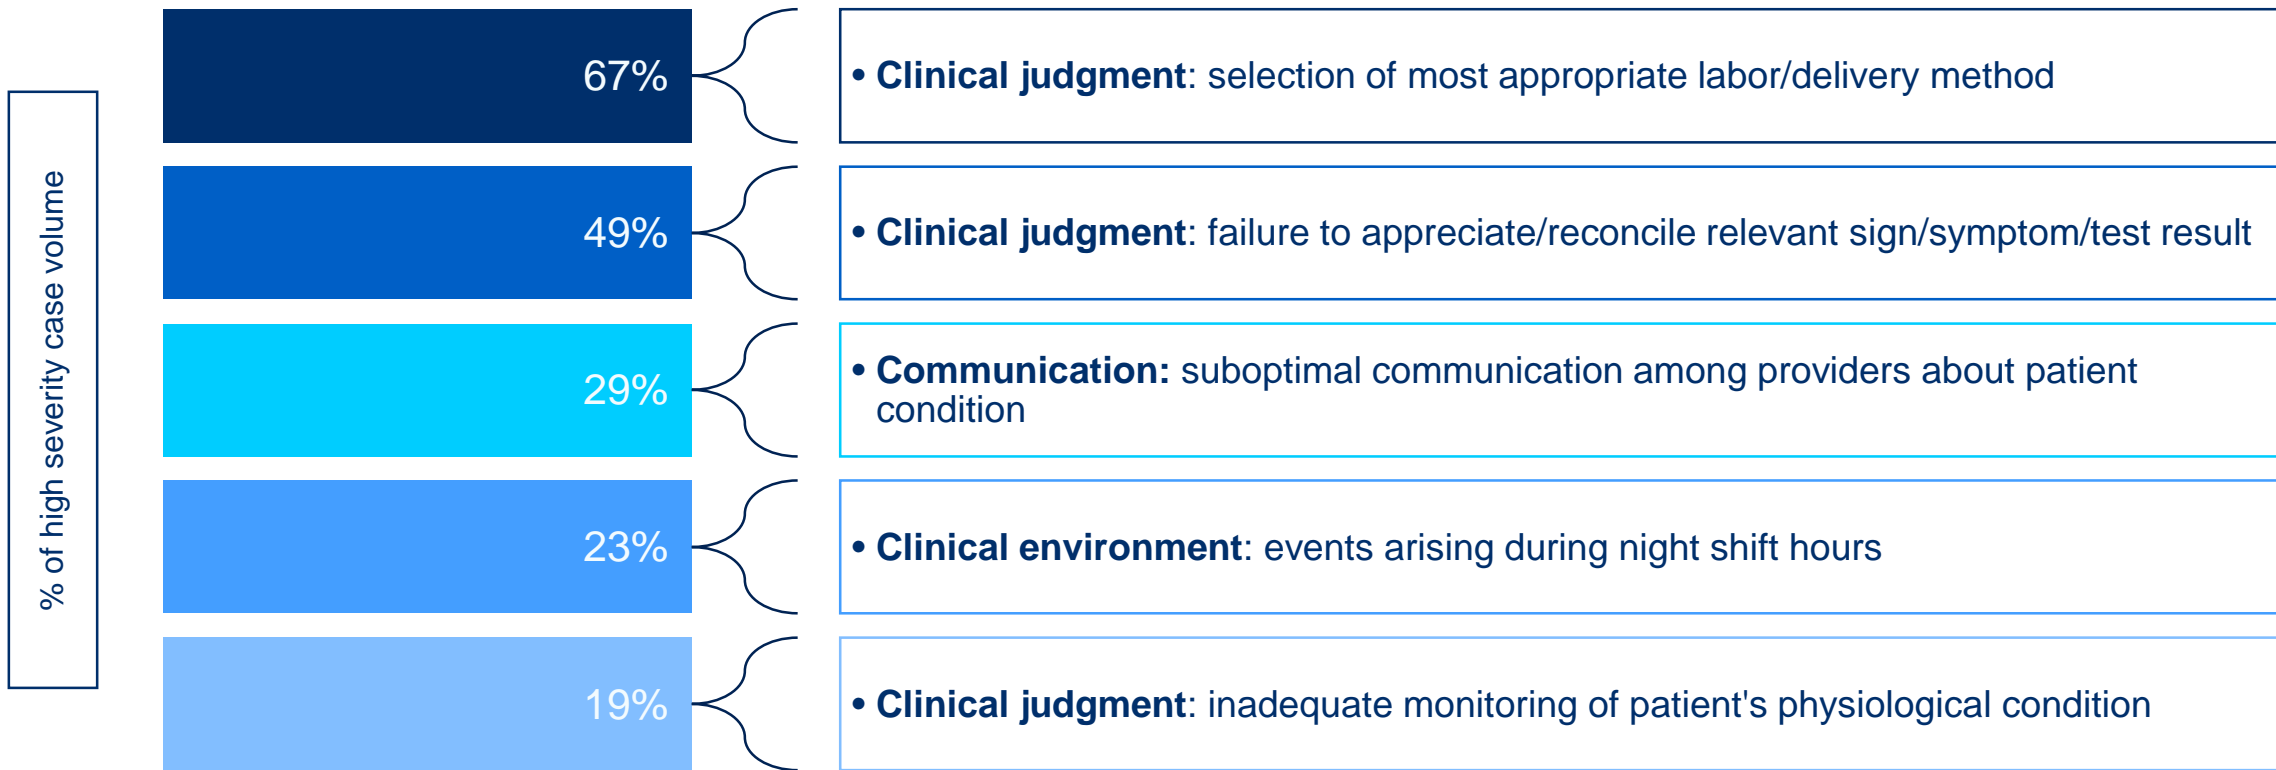 % of high severity case volume
67%
• Clinical judgment: selection of most appropriate labor/delivery method
49%
• Clinical judgment: failure to appreciate/reconcile relevant sign/symptom/test result
29%
• Communication: suboptimal communication among providers about patient
condition
23%
• Clinical environment: events arising during night shift hours
19%
• Clinical judgment: inadequate monitoring of patient's physiological condition